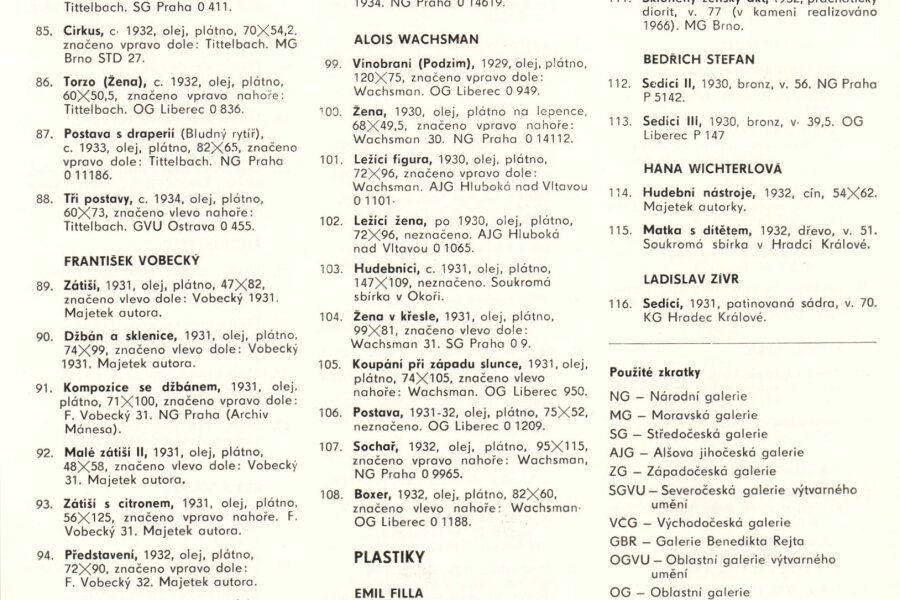 Tittelbach. SG Praha 0 411.
85. Cirkus, c. 1932, olej, plátno, 70×54,2,
značeno vpravo dole: Tittelbach. MG
Brno STD 27.
86. Torzo (Žena), c. 1932, olej, plátno,
60×50,5, značeno vpravo nahoře:
Tittelbach. OG Liberec 0 836.
87. Postava s draperií (Bludný rytíř),
c. 1933, olej, plátno, 82×65, značeno
vpravo dole: Tittelbach. NG Praha
0 11186.
88. Tři postavy, c. 1934, olej, plátno,
60×73, značeno vlevo nahoře:
Tittelbach. GVU Ostrava 0 455.
FRANTIŠEK VOBECKÝ
89. Zátiší, 1931, olej, plátno, 47×82,
značeno vlevo dole: Vobecký 1931.
Majetek autora.
90. Džbán a sklenice, 1931, olej, plátno,
74×99, značeno vlevo dole: Vobecký
1931. Majetek autora.
91. Kompozice se džbánem, 1931, olej,
plátno, 71×100, značeno vpravo dole:
F. Vobecký 31. NG Praha (Archiv
Mánesa).
92. Malé zátiší II, 1931, olej, plátno,
48×58, značeno vlevo dole: Vobecký
31. Majetek autora.
93. Zátiší s citronem, 1931, olej, plátno,
56×125, značeno vpravo nahoře. F.
Vobecký 31. Majetek autora.
94. Představení, 1932, olej, plátno,
72×90, značeno vpravo dole:
F. Vobecký 32. Majetek autora.
1934. NG Praha 0 14619.
ALOIS WACHSMAN
99. Vinobraní (Podzim), 1929, olej, plátno,
120×75, značeno vpravo dole:
Wachsman. OG Liberec 0 949.
100. Žena, 1930, olej, plátno na lepence,
68×49,5, značeno vpravo nahoře:
Wachsman 30. NG Praha 0 14112.
101. Ležící figura, 1930, olej, plátno,
72×96, značeno vpravo dole:
Wachsman. AJG Hluboká nad Vltavou
0 1101.
102. Ležící žena, po 1930, olej, plátno,
72×96, neznačeno. AJG Hluboká
nad Vltavou 0 1065.
103. Hudebníci, c. 1931, olej, plátno,
147×109, neznačeno. Soukromá
sbírka v Okoři.
104. Žena v křesle, 1931, olej, plátno,
99×81, značeno vlevo dole:
Wachsman 31. SG Praha 0 9.
105. Koupání při západu slunce, 1931, olej,
plátno, 74×105, značeno vlevo
nahoře: Wachsman. OG Liberec 950.
106. Postava, 1931-32, olej, plátno, 75×52,
neznačeno. OG Liberec 0 1209.
107. Sochař, 1932, olej, plátno, 95×115,
značeno vpravo nahoře: Wachsman,
NG Praha 0 9965.
108. Boxer, 1932, olej, plátno, 82×60,
značeno vlevo nahoře: Wachsman.
OG Liberec 0 1188.
PLASTIKY
EMIL FILLA
diorit, v. 77 (v kameni realizováno
1966). MG Brno.
BEDŘICH STEFAN
112. Sedící II, 1930, bronz, v. 56. NG Praha
P 5142.
113. Sedící III, 1930, bronz, v. 39,5. OG
Liberec P 147
HANA WICHTERLOVÁ
114. Hudební nástroje, 1932, cín, 54×62.
Majetek autorky.
115. Matka s dítětem, 1932, dřevo, v. 51.
Soukromá sbírka v Hradci Králové.
LADISLAV ZÍVR
116. Sedící, 1931, patinovaná sádra, v. 70.
KG Hradec Králové.
Použité zkratky
NG – Národní galerie
MG – Moravská galerie
SG – Středočeská galerie
AJG – Alšova jihočeská galerie
ZG – Západočeská galerie
SGVU – Severočeská galerie výtvarného
umění
VČG – Východočeská galerie
GBR – Galerie Benedikta Rejta
OGVU – Oblastní galerie výtvarného
umění
OG – Oblastní galerie